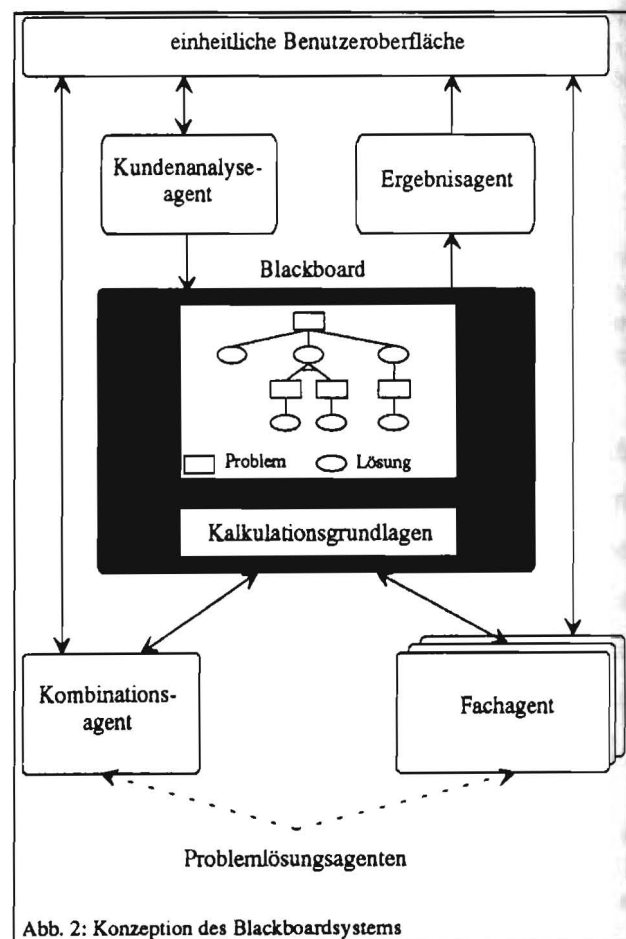 einheitliche Benutzeroberfläche
Kundenanalyse-
agent
Ergebnisagent
Blackboard
Problem
Lösung
Kalkulationsgrundlagen
Kombinations-
agent
Fachagent
Problemlösungsagenten
Abb. 2: Konzeption des Blackboardsystems